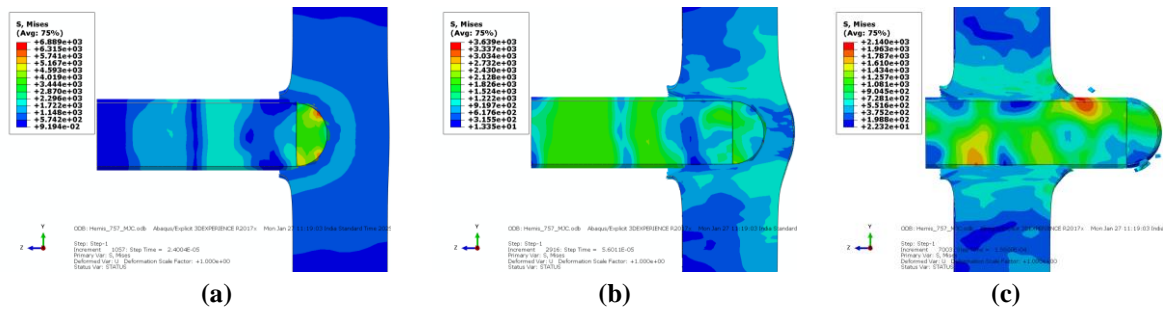 S, Mises
(Avg: 75%)
+6.889e+03
+6.315e+03
+5.741e+03
+5.167e+03
+4.593e+03
+4.019e+03
+3.444e+03
+2.870e+03
+2.296e+03
+1.722e+03
+1.148e+03
+5.742e+02
+9.194e-02
Y
Z
ODB: Hemis_757_MJC.odb Abaqus/Explicit 3DEXPERIENCE R2017x Mon Jan 27 11:19:03 India Standard Time
Step: Step-1
Increment 1057: Step Time = 2.4004E-05
Primary Var: S, Mises
Deformed Var: U Deformation Scale Factor: +1.000e+00
Status Var: STATUS
(a)
S, Mises
(Avg: 75%)
+3.639e+03
+3.337e+03
+3.034e+03
+2.732e+03
+2.430e+03
+2.128e+03
+1.826e+03
+1.524e+03
+1.222e+03
+9.197e+02
+6.176e+02
+3.155e+02
+1.335e+01
Y
Z
ODB: Hemis_757_MJC.odb Abaqus/Explicit 3DEXPERIENCE R2017x Mon Jan 27 11:19:03 India Standard
Step: Step-1
Increment 2916: Step Time = 5.6011E-05
Primary Var: S, Mises
Deformed Var: U Deformation Scale Factor: +1.000e+00
Status Var: STATUS
(b)
S, Mises
(Avg: 75%)
+2.140e+03
+1.963e+03
+1.787e+03
+1.610e+03
+1.434e+03
+1.257e+03
+1.081e+03
+9.045e+02
+7.281e+02
+5.516e+02
+3.752e+02
+1.988e+02
+2.232e+01
Y
Z
ODB: Hemis_757_MJC.odb Abaqus/Explicit 3DEXPERIENCE R2017x Mon Jan 27 11:19:03 India
Step: Step-1
Increment 7003: Step Time =
Primary Var: S, Mises
Deformed Var: U Deformation Scale Factor: +1.000e+00
Status Var: STATUS
(c)